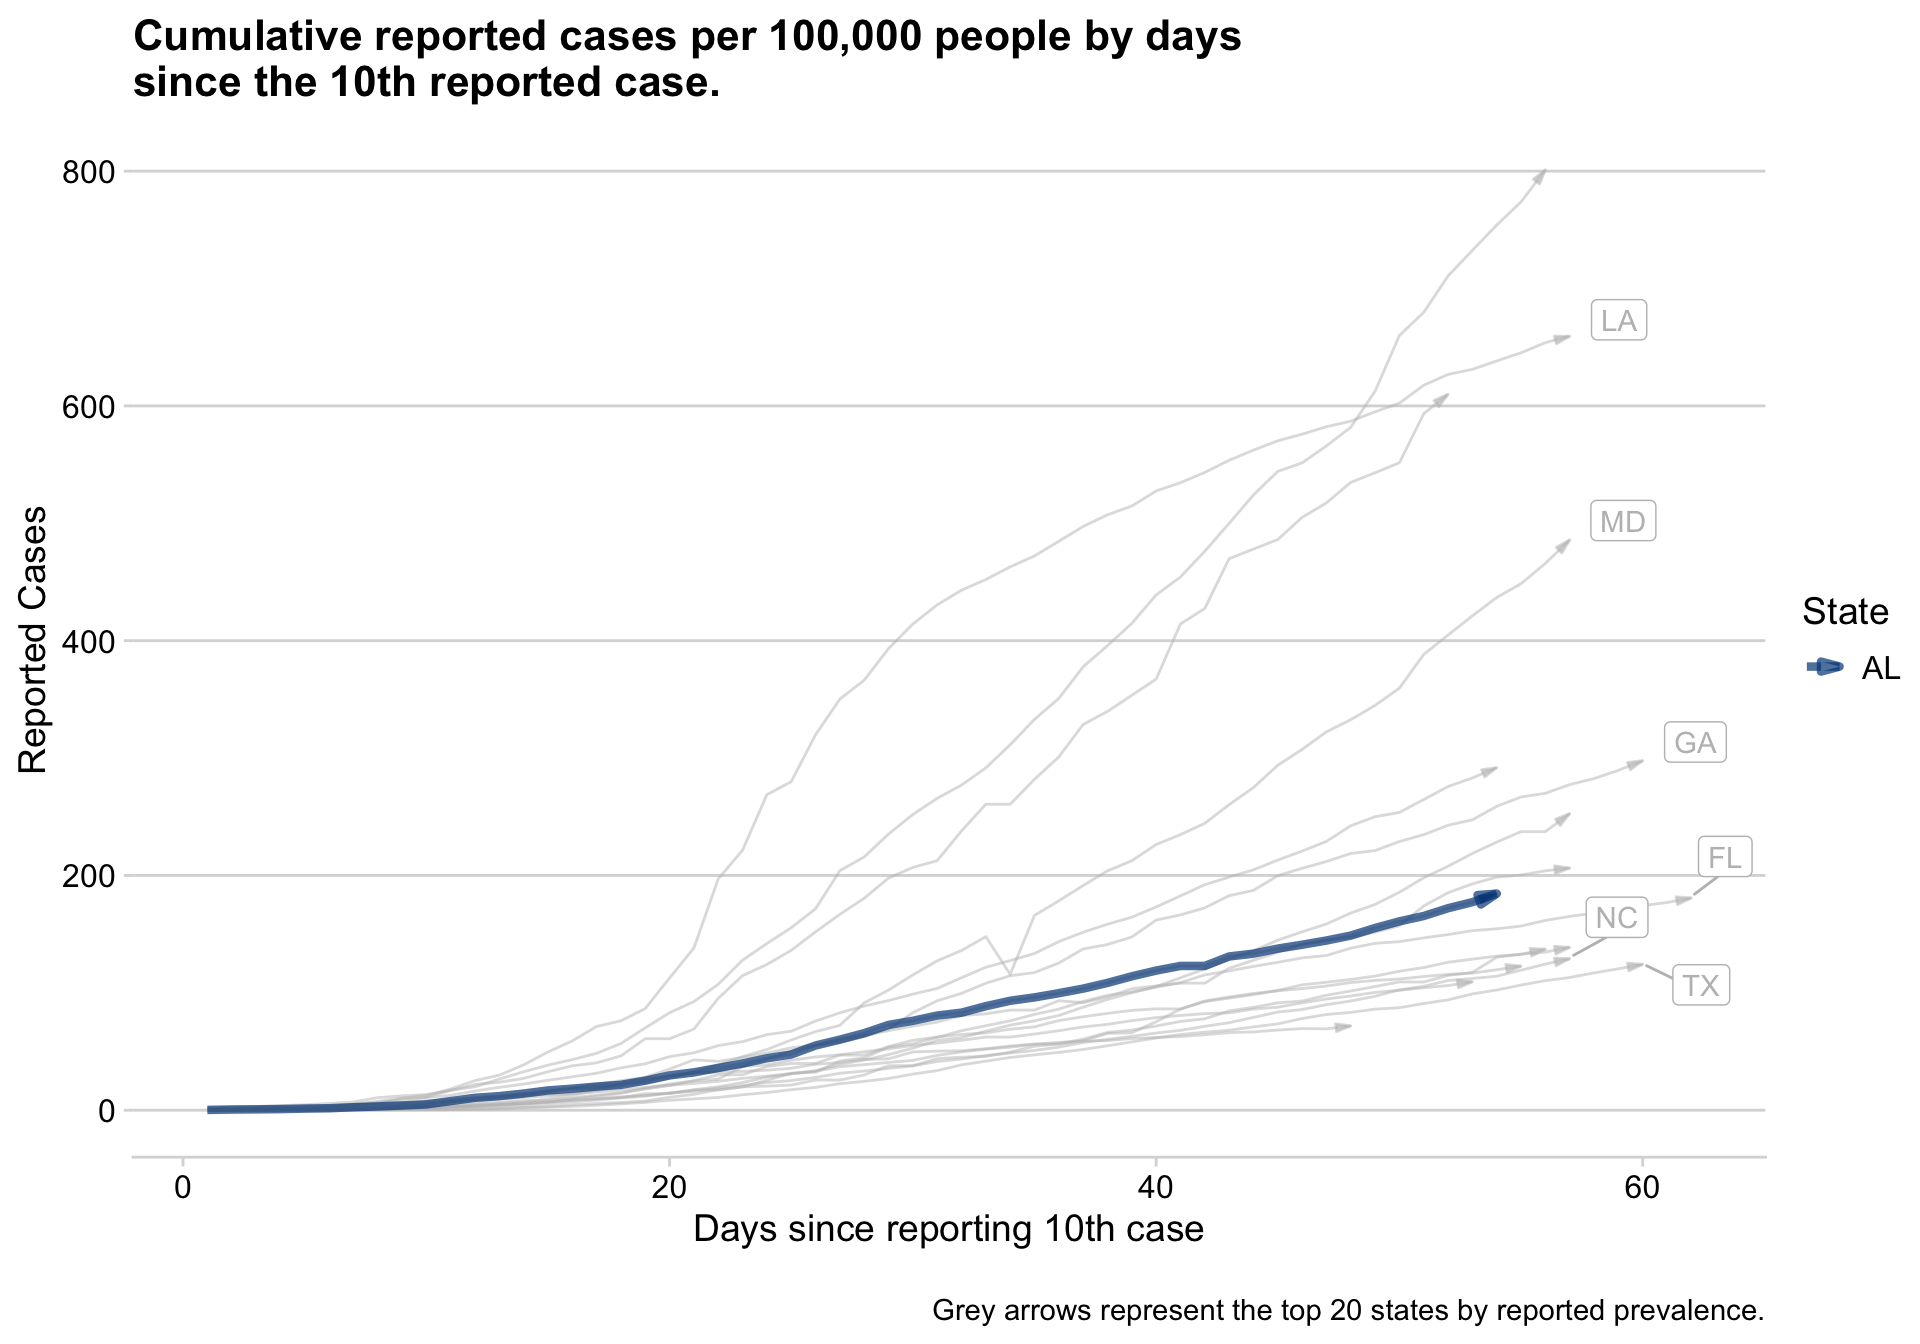 Cumulative reported cases per 100,000 people by days
since the 10th reported case.
800
600
400
200
0
Reported Cases
LA
MD
GA
FL
NC
TX
State
AL
0
20
40
60
Days since reporting 10th case
Grey arrows represent the top 20 states by reported prevalence.